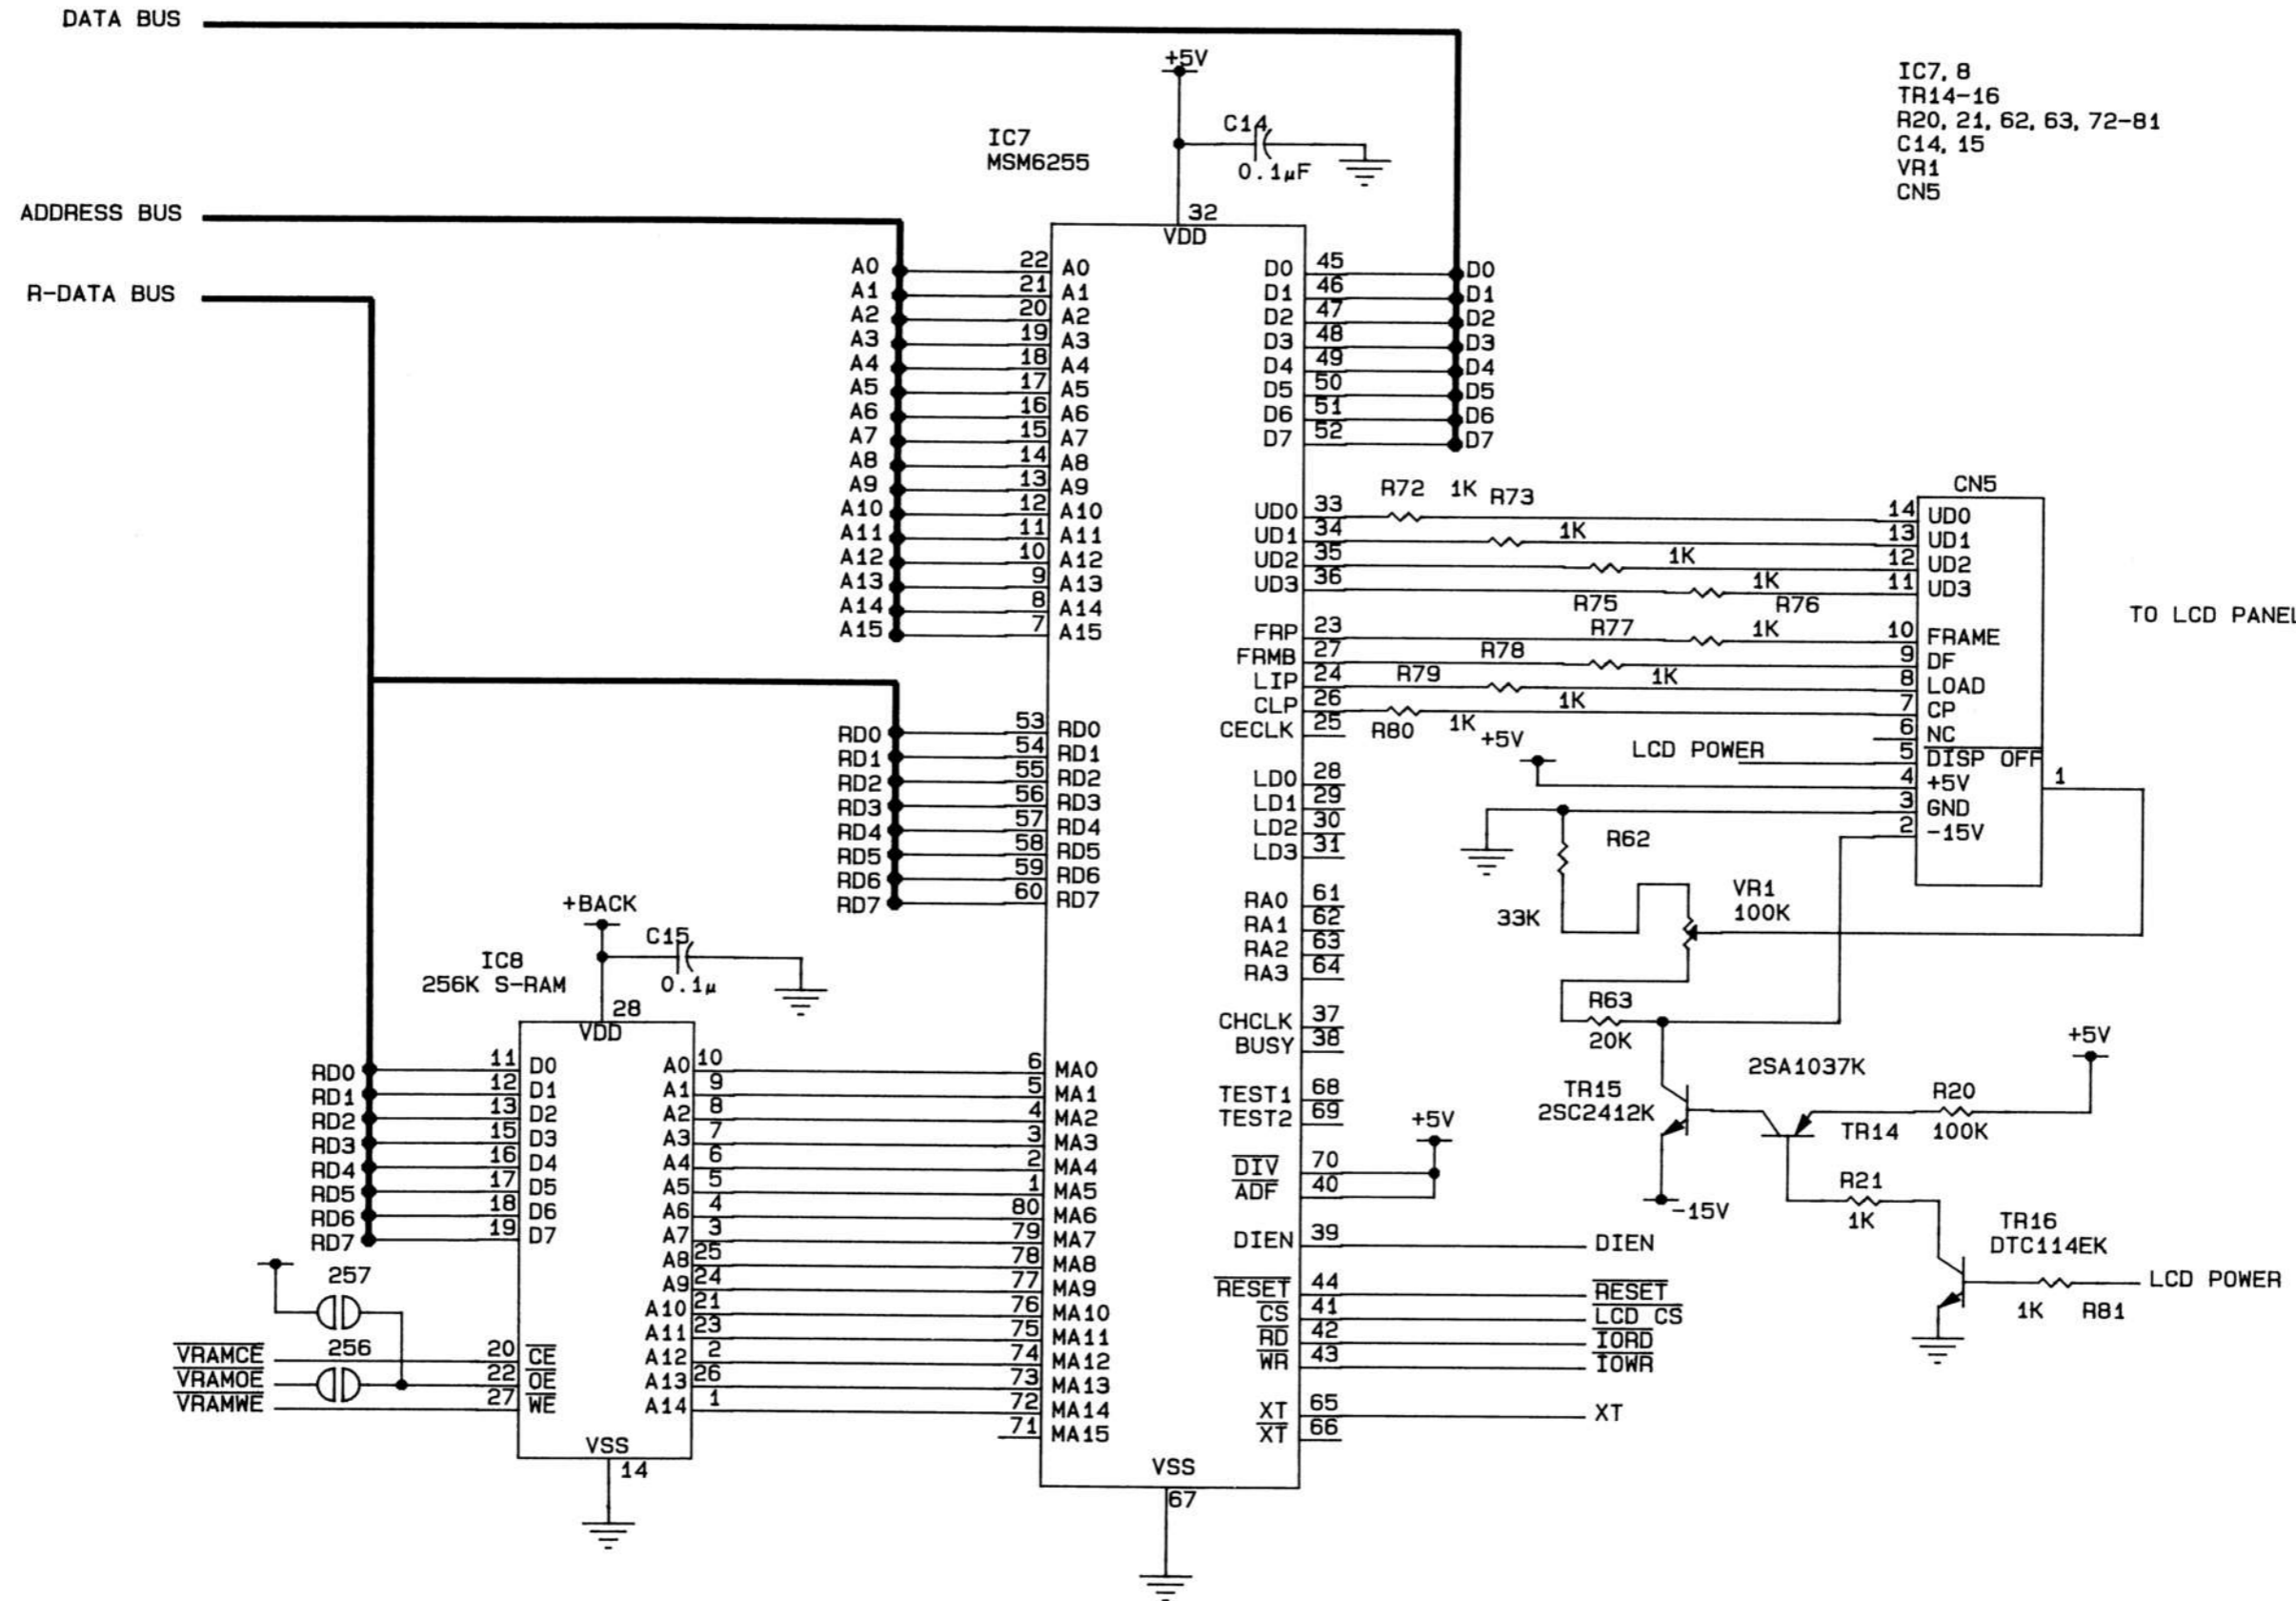 DATA BUS
ADDRESS BUS
R-DATA BUS
IC7, 8
TR14-16
R20, 21, 62, 63, 72-81
C14, 15
VR1
CN5
+5V
C14
0.1µF
IC7
MSM6255
32
VDD
A0 22 A0
A1 21 A1
A2 20 A2
A3 19 A3
A4 18 A4
A5 17 A5
A6 16 A6
A7 15 A7
A8 14 A8
A9 13 A9
A10 12 A10
A11 11 A11
A12 10 A12
A13 9 A13
A14 8 A14
A15 7 A15
D0 45 D0
D1 46 D1
D2 47 D2
D3 48 D3
D4 49 D4
D5 50 D5
D6 51 D6
D7 52 D7
CN5
R72 1K R73
UD0 33 14 UD0
UD1 34 1K 13 UD1
UD2 35 1K 12 UD2
UD3 36 1K 11 UD3
R75 R76
TO LCD PANEL
FRP 23 R77 1K 10 FRAME
FRMB 27 R78 9 DF
LIP 24 R79 1K 8 LOAD
CLP 26 1K 7 CP
CECLK 25 R80 1K +5V 6 NC
LCD POWER 5 DISP OFF
4 +5V 1
3 GND
2 -15V
RD0 53 RD0
RD1 54 RD1
RD2 55 RD2
RD3 56 RD3
RD4 57 RD4
RD5 58 RD5
RD6 59 RD6
RD7 60 RD7
LD0 28
LD1 29
LD2 30
LD3 31
R62
33K
VR1
100K
RA0 61
RA1 62
RA2 63
RA3 64
+BACK
C15
0.1µ
IC8
256K S-RAM
28
VDD
R63
20K
CHCLK 37
BUSY 38
RD0 11 D0 A0 10 6 MA0
RD1 12 D1 A1 9 5 MA1
RD2 13 D2 A2 8 4 MA2
RD3 15 D3 A3 7 3 MA3
RD4 16 D4 A4 6 2 MA4
RD5 17 D5 A5 5 1 MA5
RD6 18 D6 A6 4 80 MA6
RD7 19 D7 A7 3 79 MA7
A8 25 78 MA8
A9 24 77 MA9
A10 21 76 MA10
A11 23 75 MA11
A12 2 74 MA12
A13 26 73 MA13
A14 1 72 MA14
71 MA15
257
256
VRAMCE 20 CE
VRAMOE 22 OE
VRAMWE 27 WE
VSS
14
TEST1 68
TEST2 69
+5V
DIV 70
ADF 40
DIEN 39 DIEN
RESET 44 RESET
CS 41 LCD CS
RD 42 IORD
WR 43 IOWR
XT 65 XT
XT 66
VSS
67
TR15
2SC2412K
-15V
2SA1037K
TR14
R20
100K
+5V
R21
1K
TR16
DTC114EK
LCD POWER
1K R81